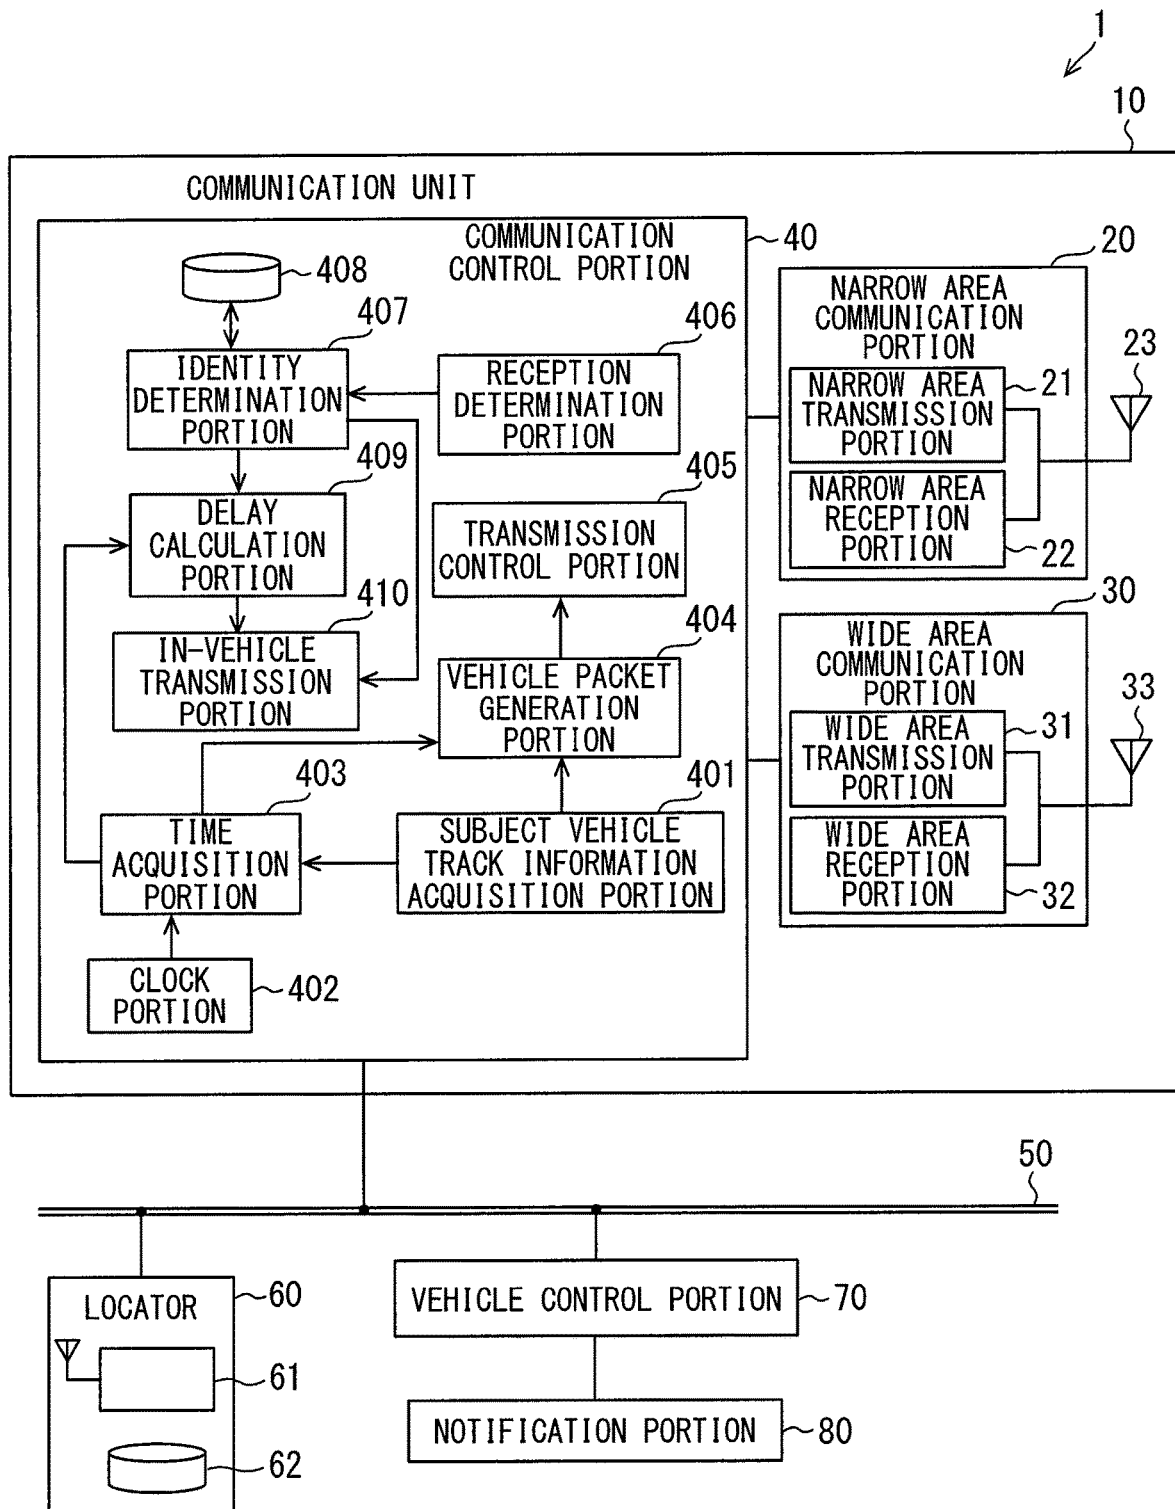 1
10
COMMUNICATION UNIT
COMMUNICATION
CONTROL PORTION
40
408
407
IDENTITY
DETERMINATION
PORTION
406
RECEPTION
DETERMINATION
PORTION
409
DELAY
CALCULATION
PORTION
405
TRANSMISSION
CONTROL PORTION
410
IN-VEHICLE
TRANSMISSION
PORTION
404
VEHICLE PACKET
GENERATION
PORTION
403
TIME
ACQUISITION
PORTION
401
SUBJECT VEHICLE
TRACK INFORMATION
ACQUISITION PORTION
CLOCK
PORTION
402
20
NARROW AREA
COMMUNICATION
PORTION
23
NARROW AREA
TRANSMISSION
PORTION
21
NARROW AREA
RECEPTION
PORTION
22
30
WIDE AREA
COMMUNICATION
PORTION
33
WIDE AREA
TRANSMISSION
PORTION
31
WIDE AREA
RECEPTION
PORTION
32
50
LOCATOR
60
61
62
VEHICLE CONTROL PORTION
70
NOTIFICATION PORTION
80